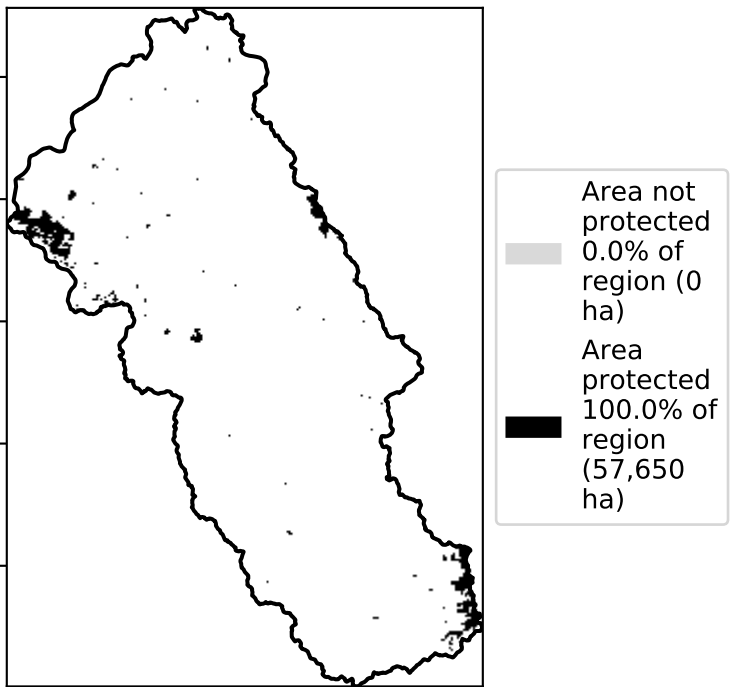 Area not
protected
0.0% of
region (0
ha)
Area
protected
100.0% of
region
(57,650
ha)